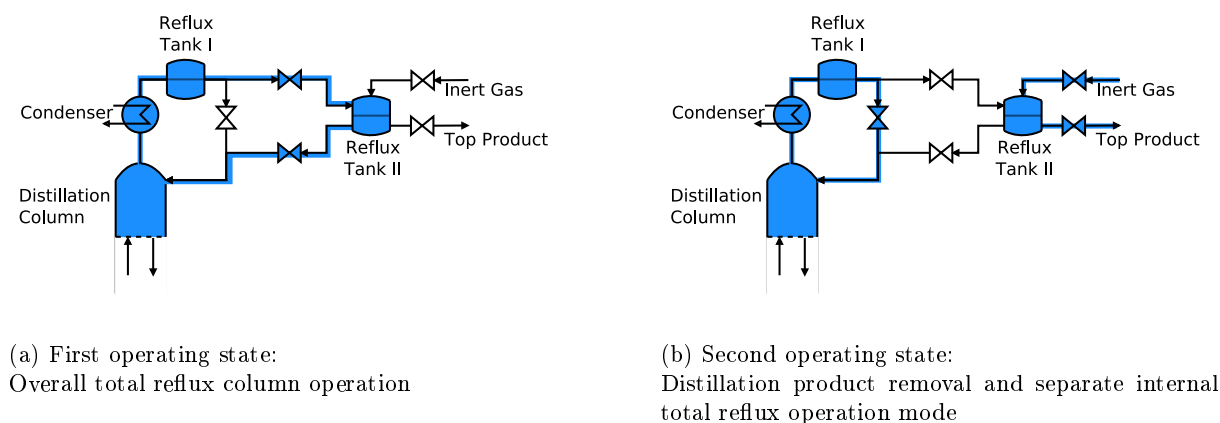 Reflux
Tank I
Condenser
Inert Gas
Top Product
Reflux
Tank II
Distillation
Column
(a) First operating state:
Overall total reflux column operation
Reflux
Tank I
Condenser
Inert Gas
Top Product
Reflux
Tank II
Distillation
Column
(b) Second operating state:
Distillation product removal and separate internal
total reflux operation mode